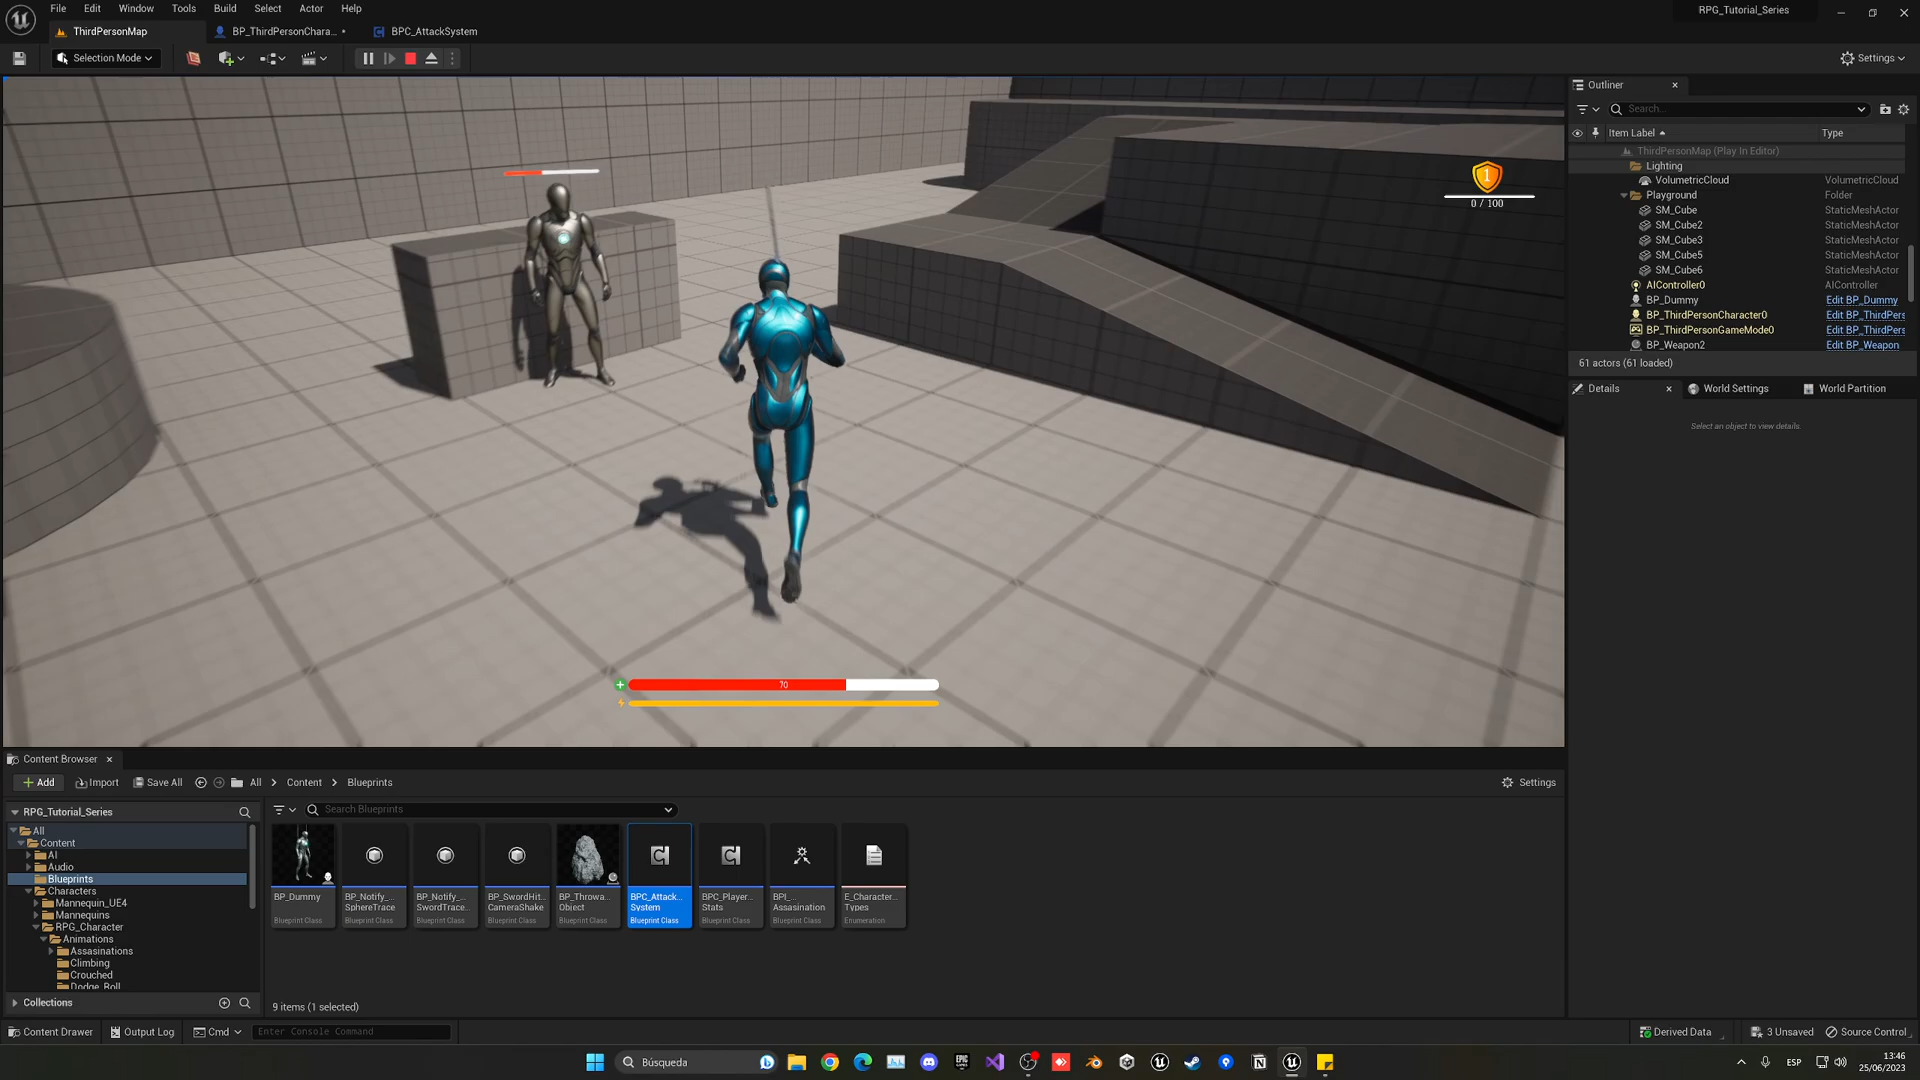 File Edit Window Tools Build Select Actor Help
RPG_Tutorial_Series
ThirdPersonMap
BP_ThirdPersonChara... •
BPC_AttackSystem
Selection Mode
Settings
Outliner
Search...
Item Label
Type
ThirdPersonMap (Play In Editor)
Lighting
VolumetricCloud VolumetricCloud
Playground Folder
SM_Cube StaticMeshActor
SM_Cube2 StaticMeshActor
SM_Cube3 StaticMeshActor
SM_Cube5 StaticMeshActor
SM_Cube6 StaticMeshActor
AIController0 AIController
BP_Dummy Edit BP_Dummy
BP_ThirdPersonCharacter0 Edit BP_ThirdPers
BP_ThirdPersonGameMode0 Edit BP_ThirdPers
BP_Weapon2 Edit BP_Weapon
61 actors (61 loaded)
Details
World Settings
World Partition
Select an object to view details.
1
0 / 100
70
Content Browser
Add
Import
Save All
All
Content
Blueprints
Settings
RPG_Tutorial_Series
All
Content
AI
Audio
Blueprints
Characters
Mannequin_UE4
Mannequins
RPG_Character
Animations
Assasinations
Climbing
Crouched
Dodge_Roll
Collections
Search Blueprints
BP_Dummy
Blueprint Class
BP_Notify_...
SphereTrace
Blueprint Class
BP_Notify_...
SwordTrace...
Blueprint Class
BP_SwordHit...
CameraShake
Blueprint Class
BP_Throwa...
Object
Blueprint Class
BPC_Attack...
System
Blueprint Class
BPC_Player...
Stats
Blueprint Class
BPI_...
Assasination
Blueprint Class
E_Character...
Types
Enumeration
9 items (1 selected)
Content Drawer
Output Log
Cmd
Enter Console Command
Derived Data
3 Unsaved
Source Control
Búsqueda
ESP
13:46
25/06/2023